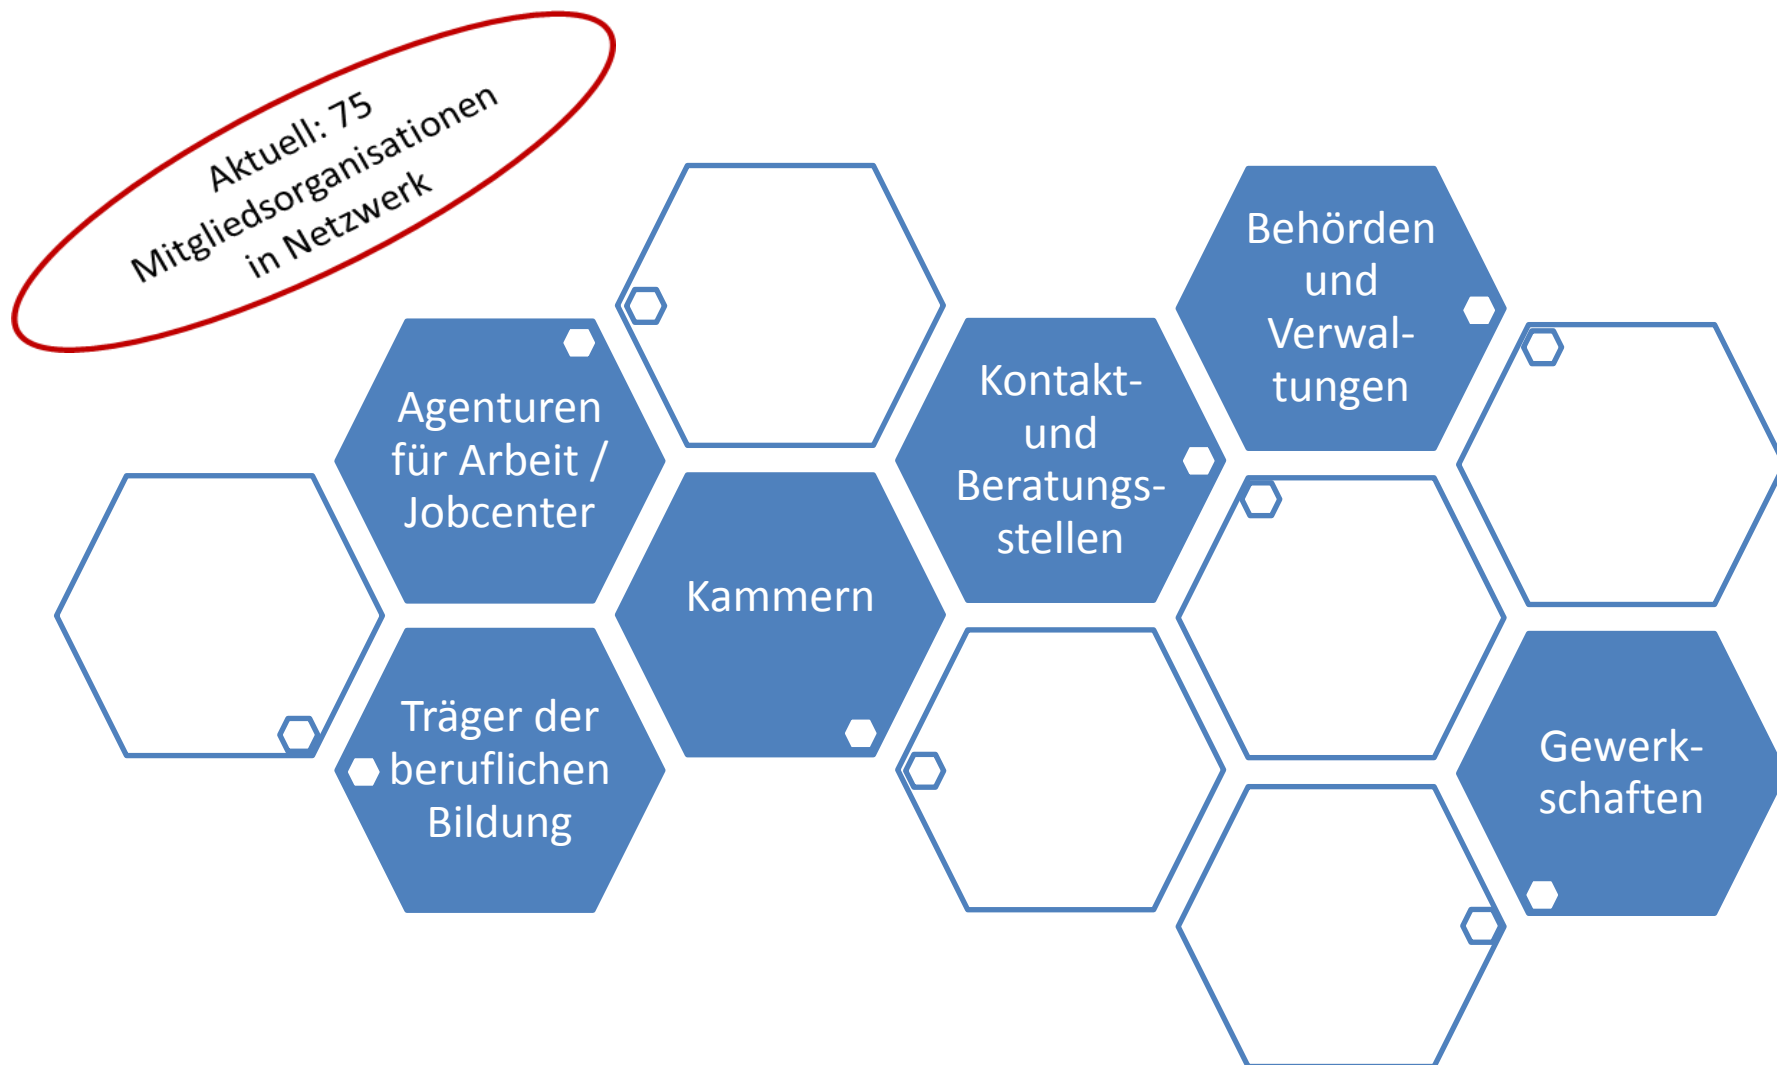 Aktuell: 75
Mitgliedsorganisationen
in Netzwerk
Behörden
und
Verwal-
tungen
Kontakt-
und
Beratungs-
stellen
Agenturen
für Arbeit /
Jobcenter
Kammern
Träger der
beruflichen
Bildung
Gewerk-
schaften